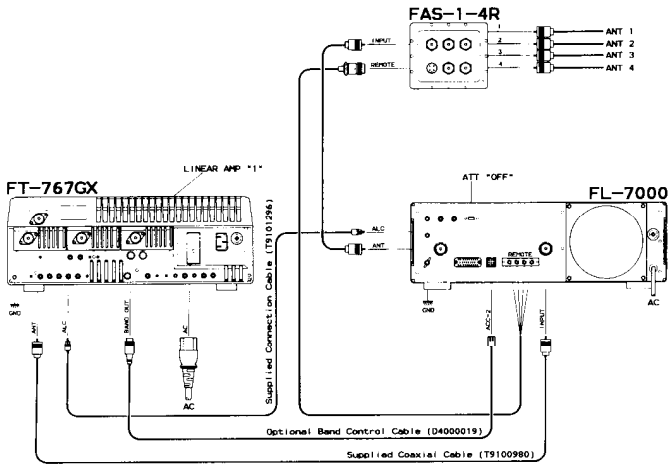 FAS-1-4R
INPUT
REMOTE
1
2
3
4
ANT 1
ANT 2
ANT 3
ANT 4
LINEAR AMP "1"
ATT "OFF"
FT-767GX
FL-7000
ALC
ANT
REMOTE
GND
ANT
ALC
BAND OUT
AC
AC
Supplied Connection Cable (T9101296)
GND
ACC-2
INPUT
AC
Optional Band Control Cable (D4000019)
Supplied Coaxial Cable (T9100980)